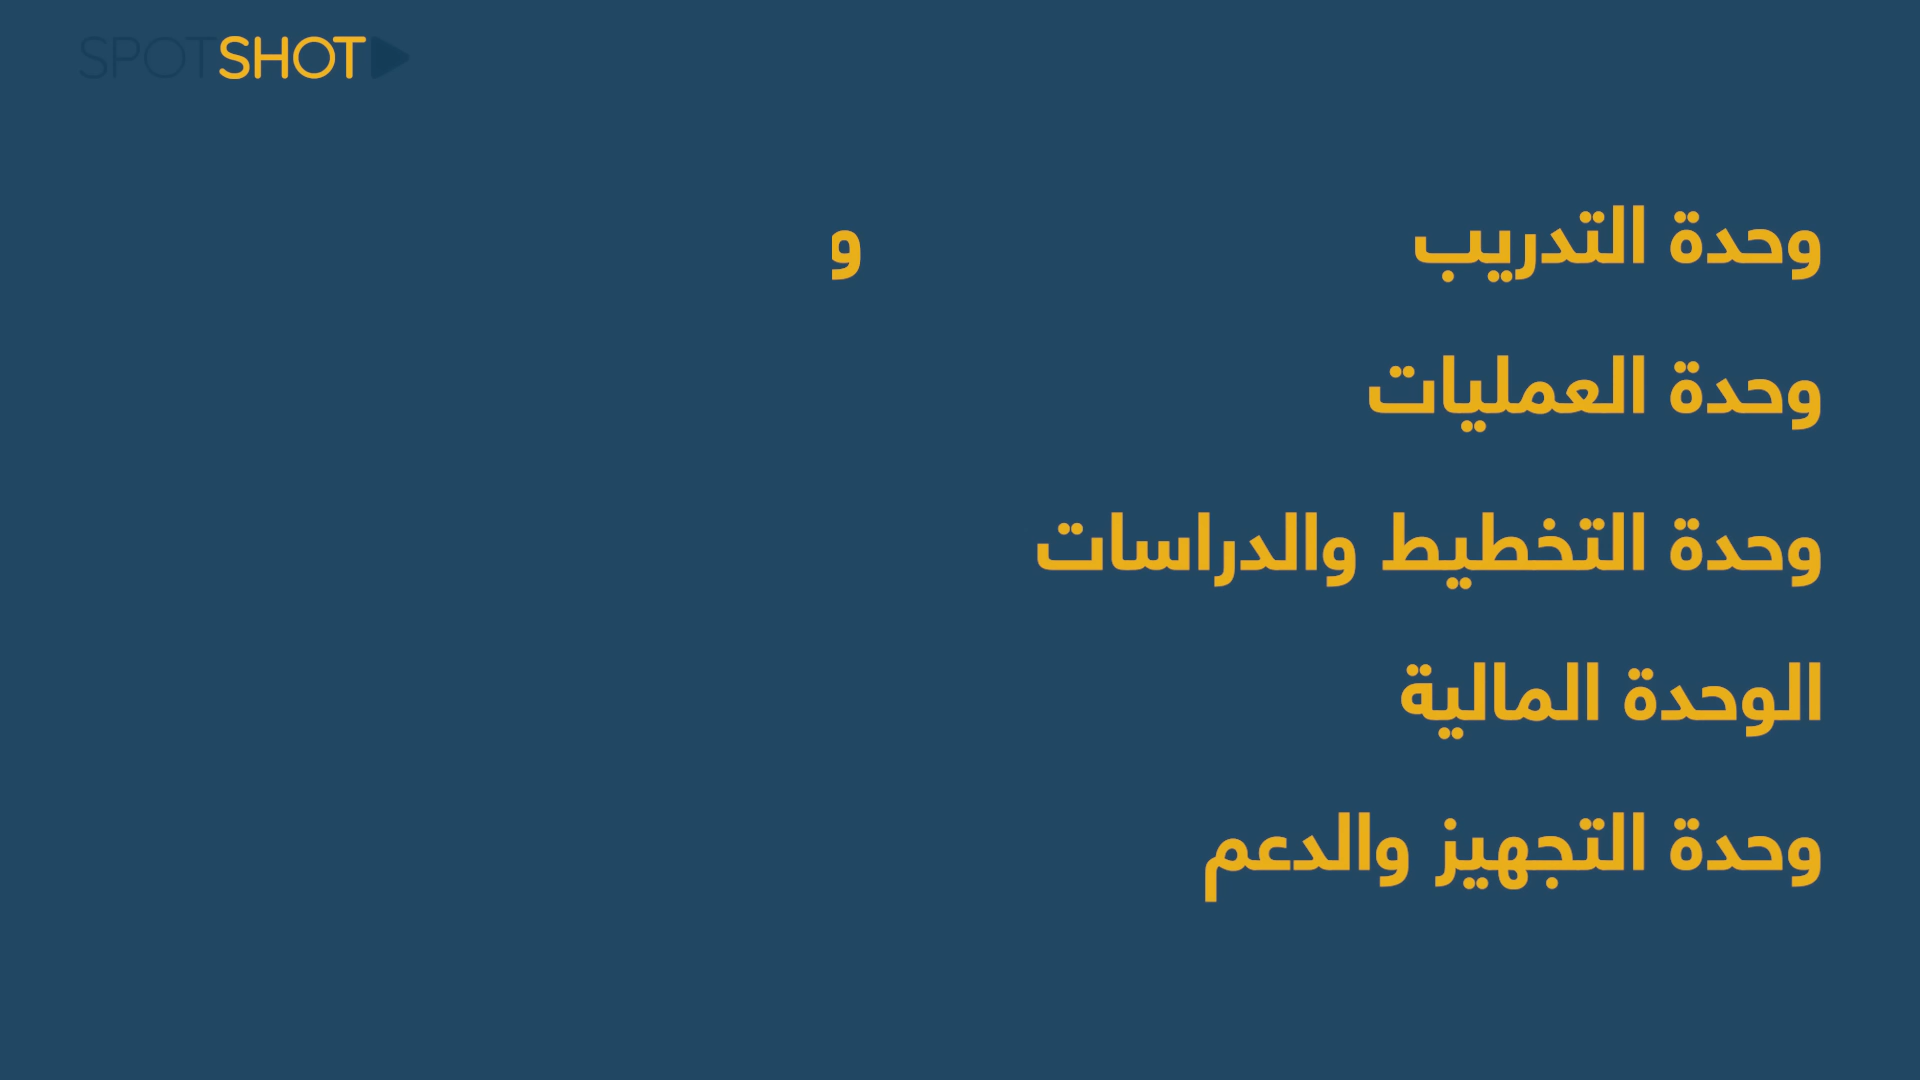 SPOTSHOT
وحدة التدريب
و
وحدة العمليات
وحدة التخطيط والدراسات
الوحدة المالية
وحدة التجهيز والدعم